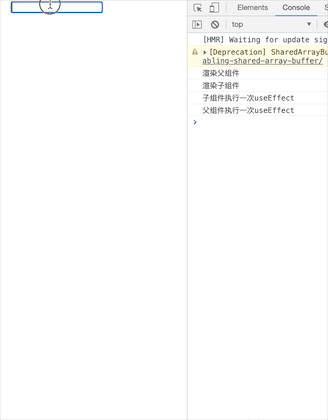 Elements Console S
top
[HMR] Waiting for update sig
[Deprecation] SharedArrayBu
abling-shared-array-buffer/
渲染父组件
渲染子组件
子组件执行一次useEffect
父组件执行一次useEffect